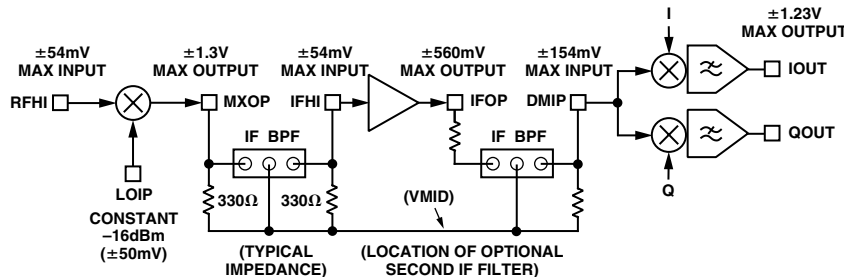 I
±1.23V
MAX OUTPUT
±54mV
MAX INPUT
±1.3V
MAX OUTPUT
±54mV
MAX INPUT
±560mV
MAX OUTPUT
±154mV
MAX INPUT
RFHI
MXOP
IFHI
IFOP
DMIP
IOUT
QOUT
IF BPF
IF BPF
LOIP
330Ω
330Ω
(VMID)
Q
CONSTANT
–16dBm
(±50mV)
(TYPICAL
IMPEDANCE)
(LOCATION OF OPTIONAL
SECOND IF FILTER)